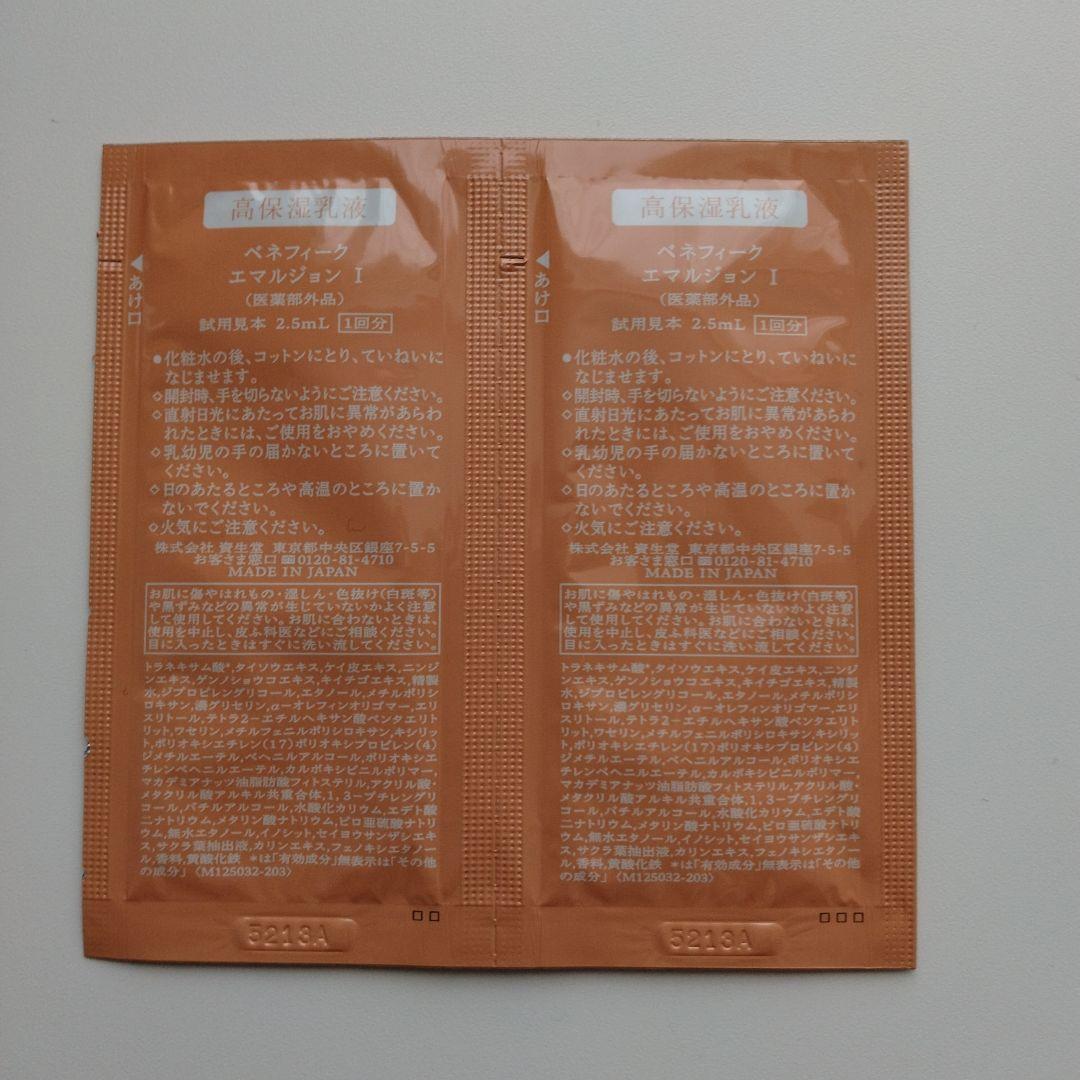 高保湿乳液
ベネフィーク
エマルジョン I
(医薬部外品)
試用見本 2.5mL 1回分
◀あけ口
●化粧水の後、コットンにとり、ていねいに
なじませます。
◇開封時、手を切らないようにご注意ください。
◇直射日光にあたってお肌に異常があらわ
れたときには、ご使用をおやめください。
◇乳幼児の手の届かないところに置いて
ください。
◇日のあたるところや高温のところに置か
ないでください。
◇火気にご注意ください。
株式会社 資生堂 東京都中央区銀座7-5-5
お客さま窓口 0120-81-4710
MADE IN JAPAN
お肌に傷やはれもの・湿しん・色抜け(白斑等)
や黒ずみなどの異常が生じていないかよく注意
して使用してください。お肌に合わないときは、
使用を中止し、皮ふ科医などにご相談ください。
目に入ったときはすぐに洗い流してください。
トラネキサム酸*,タイソウエキス,ケイ皮エキス,ニンジ
ンエキス,ゲンノショウコエキス,キイチゴエキス,精製
水,ジプロピレングリコール,エタノール,メチルポリシ
ロキサン,濃グリセリン,α-オレフィンオリゴマー,エリ
スリトール,テトラ2-エチルヘキサン酸ペンタエリト
リット,ワセリン,メチルフェニルポリシロキサン,キシリッ
ト,ポリオキシエチレン(17)ポリオキシプロピレン(4)
ジメチルエーテル,ベヘニルアルコール,ポリオキシエ
チレンベヘニルエーテル,カルボキシビニルポリマー,
マカデミアナッツ油脂肪酸フィトステリル,アクリル酸・
メタクリル酸アルキル共重合体,1,3-ブチレングリ
コール,バチルアルコール,水酸化カリウム,エデト酸
二ナトリウム,メタリン酸ナトリウム,ピロ亜硫酸ナトリ
ウム,無水エタノール,イノシット,セイヨウサンザシエキ
ス,サクラ葉抽出液,カリンエキス,フェノキシエタノー
ル,香料,黄酸化鉄 *は「有効成分」無表示は「その他
の成分」〈M125032-203〉
5213A
高保湿乳液
ベネフィーク
エマルジョン I
(医薬部外品)
試用見本 2.5mL 1回分
◀あけ口
●化粧水の後、コットンにとり、ていねいに
なじませます。
◇開封時、手を切らないようにご注意ください。
◇直射日光にあたってお肌に異常があらわ
れたときには、ご使用をおやめください。
◇乳幼児の手の届かないところに置いて
ください。
◇日のあたるところや高温のところに置か
ないでください。
◇火気にご注意ください。
株式会社 資生堂 東京都中央区銀座7-5-5
お客さま窓口 0120-81-4710
MADE IN JAPAN
お肌に傷やはれもの・湿しん・色抜け(白斑等)
や黒ずみなどの異常が生じていないかよく注意
して使用してください。お肌に合わないときは、
使用を中止し、皮ふ科医などにご相談ください。
目に入ったときはすぐに洗い流してください。
トラネキサム酸*,タイソウエキス,ケイ皮エキス,ニンジ
ンエキス,ゲンノショウコエキス,キイチゴエキス,精製
水,ジプロピレングリコール,エタノール,メチルポリシ
ロキサン,濃グリセリン,α-オレフィンオリゴマー,エリ
スリトール,テトラ2-エチルヘキサン酸ペンタエリト
リット,ワセリン,メチルフェニルポリシロキサン,キシリッ
ト,ポリオキシエチレン(17)ポリオキシプロピレン(4)
ジメチルエーテル,ベヘニルアルコール,ポリオキシエ
チレンベヘニルエーテル,カルボキシビニルポリマー,
マカデミアナッツ油脂肪酸フィトステリル,アクリル酸・
メタクリル酸アルキル共重合体,1,3-ブチレングリ
コール,バチルアルコール,水酸化カリウム,エデト酸
二ナトリウム,メタリン酸ナトリウム,ピロ亜硫酸ナトリ
ウム,無水エタノール,イノシット,セイヨウサンザシエキ
ス,サクラ葉抽出液,カリンエキス,フェノキシエタノー
ル,香料,黄酸化鉄 *は「有効成分」無表示は「その他
の成分」〈M125032-203〉
5213A